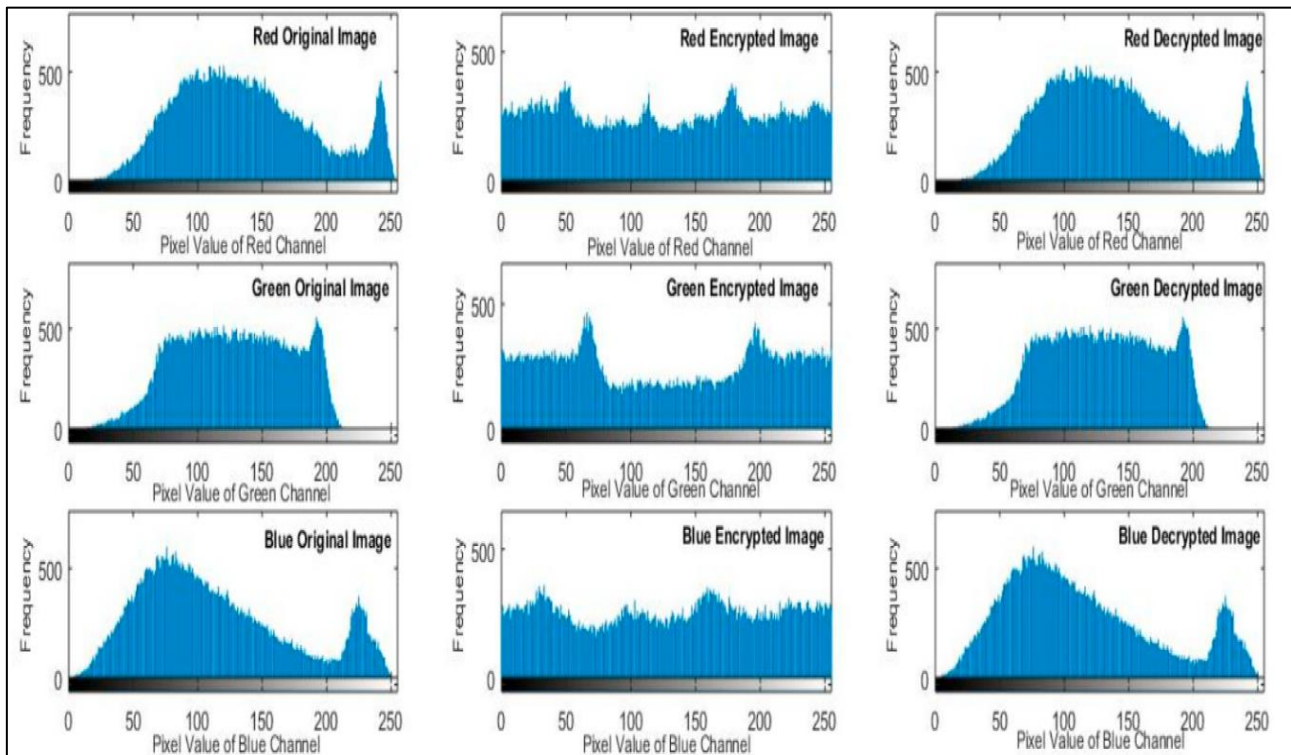 Red Original Image
Frequency
500
0
0 50 100 150 200 250
Pixel Value of Red Channel
Red Encrypted Image
Frequency
500
0
0 50 100 150 200 250
Pixel Value of Red Channel
Red Decrypted Image
Frequency
500
0
0 50 100 150 200 250
Pixel Value of Red Channel
Green Original Image
Frequency
500
0
0 50 100 150 200 250
Pixel Value of Green Channel
Green Encrypted Image
Frequency
500
0
0 50 100 150 200 250
Pixel Value of Green Channel
Green Decrypted Image
Frequency
500
0
0 50 100 150 200 250
Pixel Value of Green Channel
Blue Original Image
Frequency
500
0
0 50 100 150 200 250
Pixel Value of Blue Channel
Blue Encrypted Image
Frequency
500
0
0 50 100 150 200 250
Pixel Value of Blue Channel
Blue Decrypted Image
Frequency
500
0
0 50 100 150 200 250
Pixel Value of Blue Channel